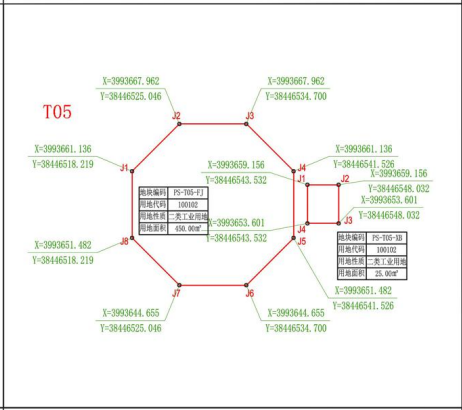 X=3993667.962
Y=38446525.046
X=3993667.962
Y=38446534.700
T05
J2
J3
X=3993661.136
Y=38446518.219
J1
X=3993661.136
Y=38446541.526
J4
X=3993659.156
Y=38446543.532
J1
J2
X=3993659.156
Y=38446548.032
地块编码 PS-T05-FJ
用地代码 100102
用地性质 二类工业用地
用地面积 450.00㎡
X=3993653.601
Y=38446543.532
J4
X=3993653.601
Y=38446548.032
J3
X=3993651.482
Y=38446518.219
J8
J5
地块编码 PS-T05-XB
用地代码 100102
用地性质 二类工业用地
用地面积 25.00㎡
X=3993651.482
Y=38446541.526
J7
J6
X=3993644.655
Y=38446525.046
X=3993644.655
Y=38446534.700